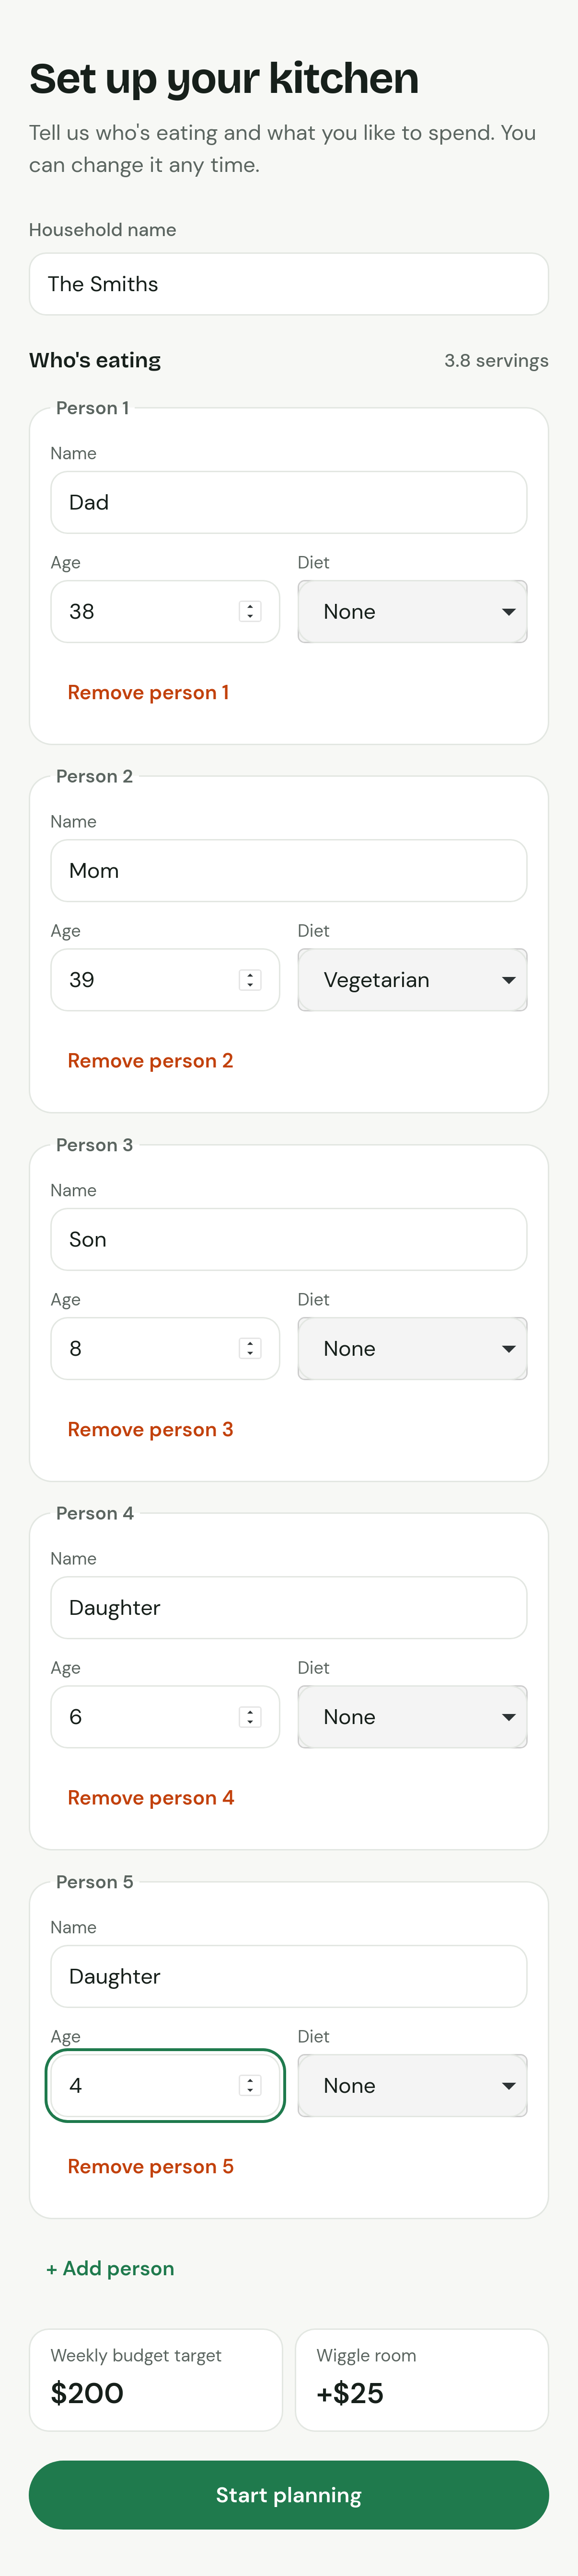 Set up your kitchen
Tell us who's eating and what you like to spend. You
can change it any time.
Household name
The Smiths
Who's eating
3.8 servings
Person 1
Name
Dad
Age
Diet
38
None
Remove person 1
Person 2
Name
Mom
Age
Diet
39
Vegetarian
Remove person 2
Person 3
Name
Son
Age
Diet
8
None
Remove person 3
Person 4
Name
Daughter
Age
Diet
6
None
Remove person 4
Person 5
Name
Daughter
Age
Diet
4
None
Remove person 5
+ Add person
Weekly budget target
Wiggle room
$200
+$25
Start planning